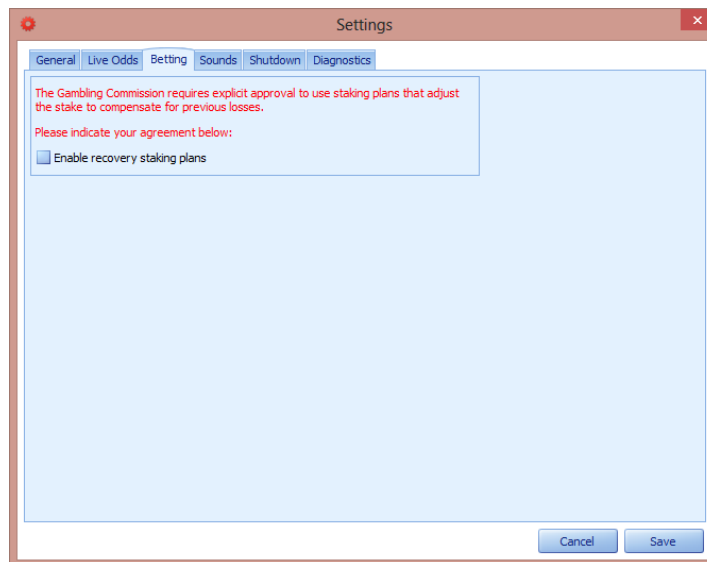 Settings
General Live Odds Betting Sounds Shutdown Diagnostics
The Gambling Commission requires explicit approval to use staking plans that adjust
the stake to compensate for previous losses.
Please indicate your agreement below:
Enable recovery staking plans
Cancel Save